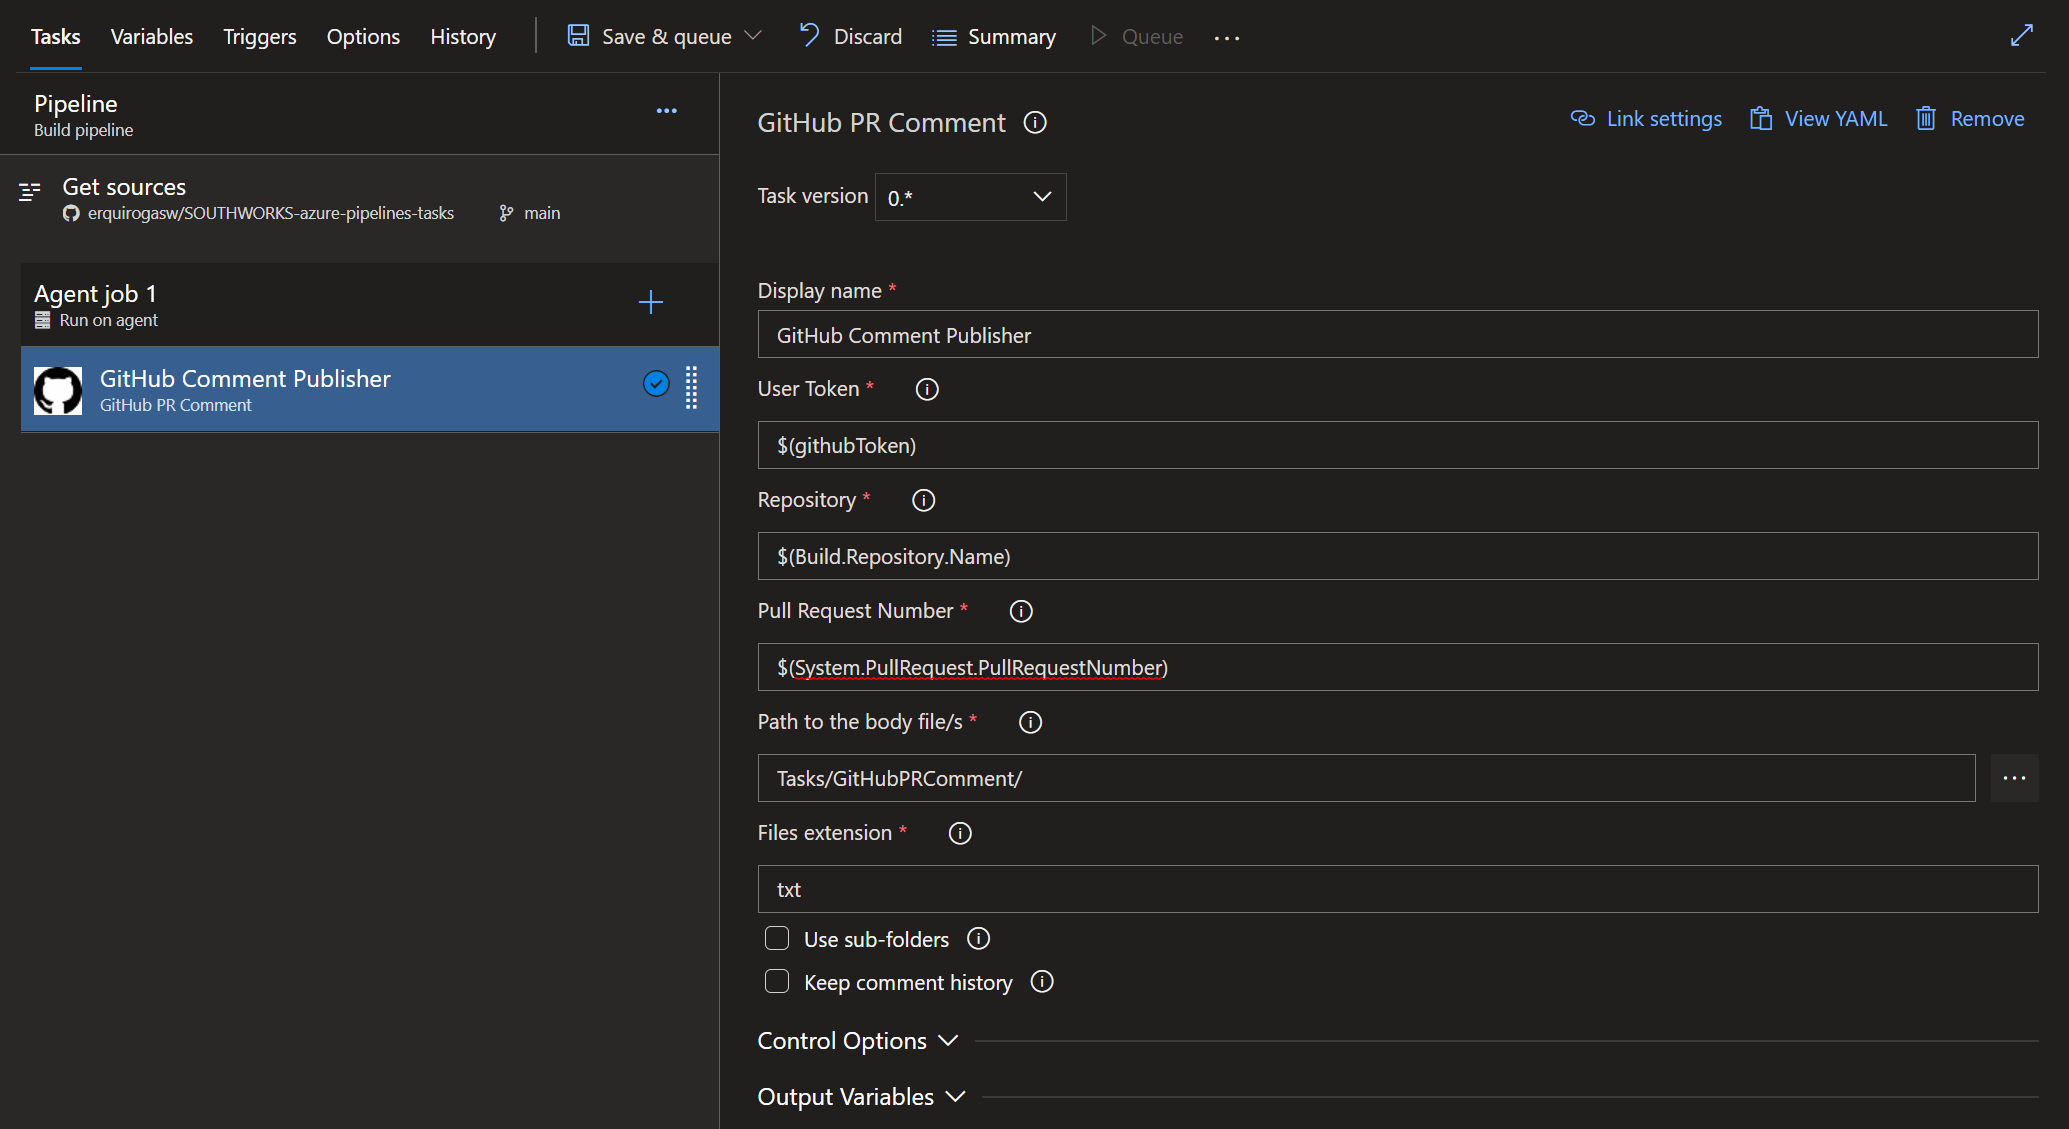 Tasks Variables Triggers Options History Save & queue Discard Summary Queue ...
Pipeline
Build pipeline
Get sources
erquirogasw/SOUTHWORKS-azure-pipelines-tasks main
Agent job 1
Run on agent
GitHub Comment Publisher
GitHub PR Comment
GitHub PR Comment Link settings View YAML Remove
Task version 0.*
Display name *
GitHub Comment Publisher
User Token *
$(githubToken)
Repository *
$(Build.Repository.Name)
Pull Request Number *
$(System.PullRequest.PullRequestNumber)
Path to the body file/s *
Tasks/GitHubPRComment/
Files extension *
txt
Use sub-folders
Keep comment history
Control Options
Output Variables